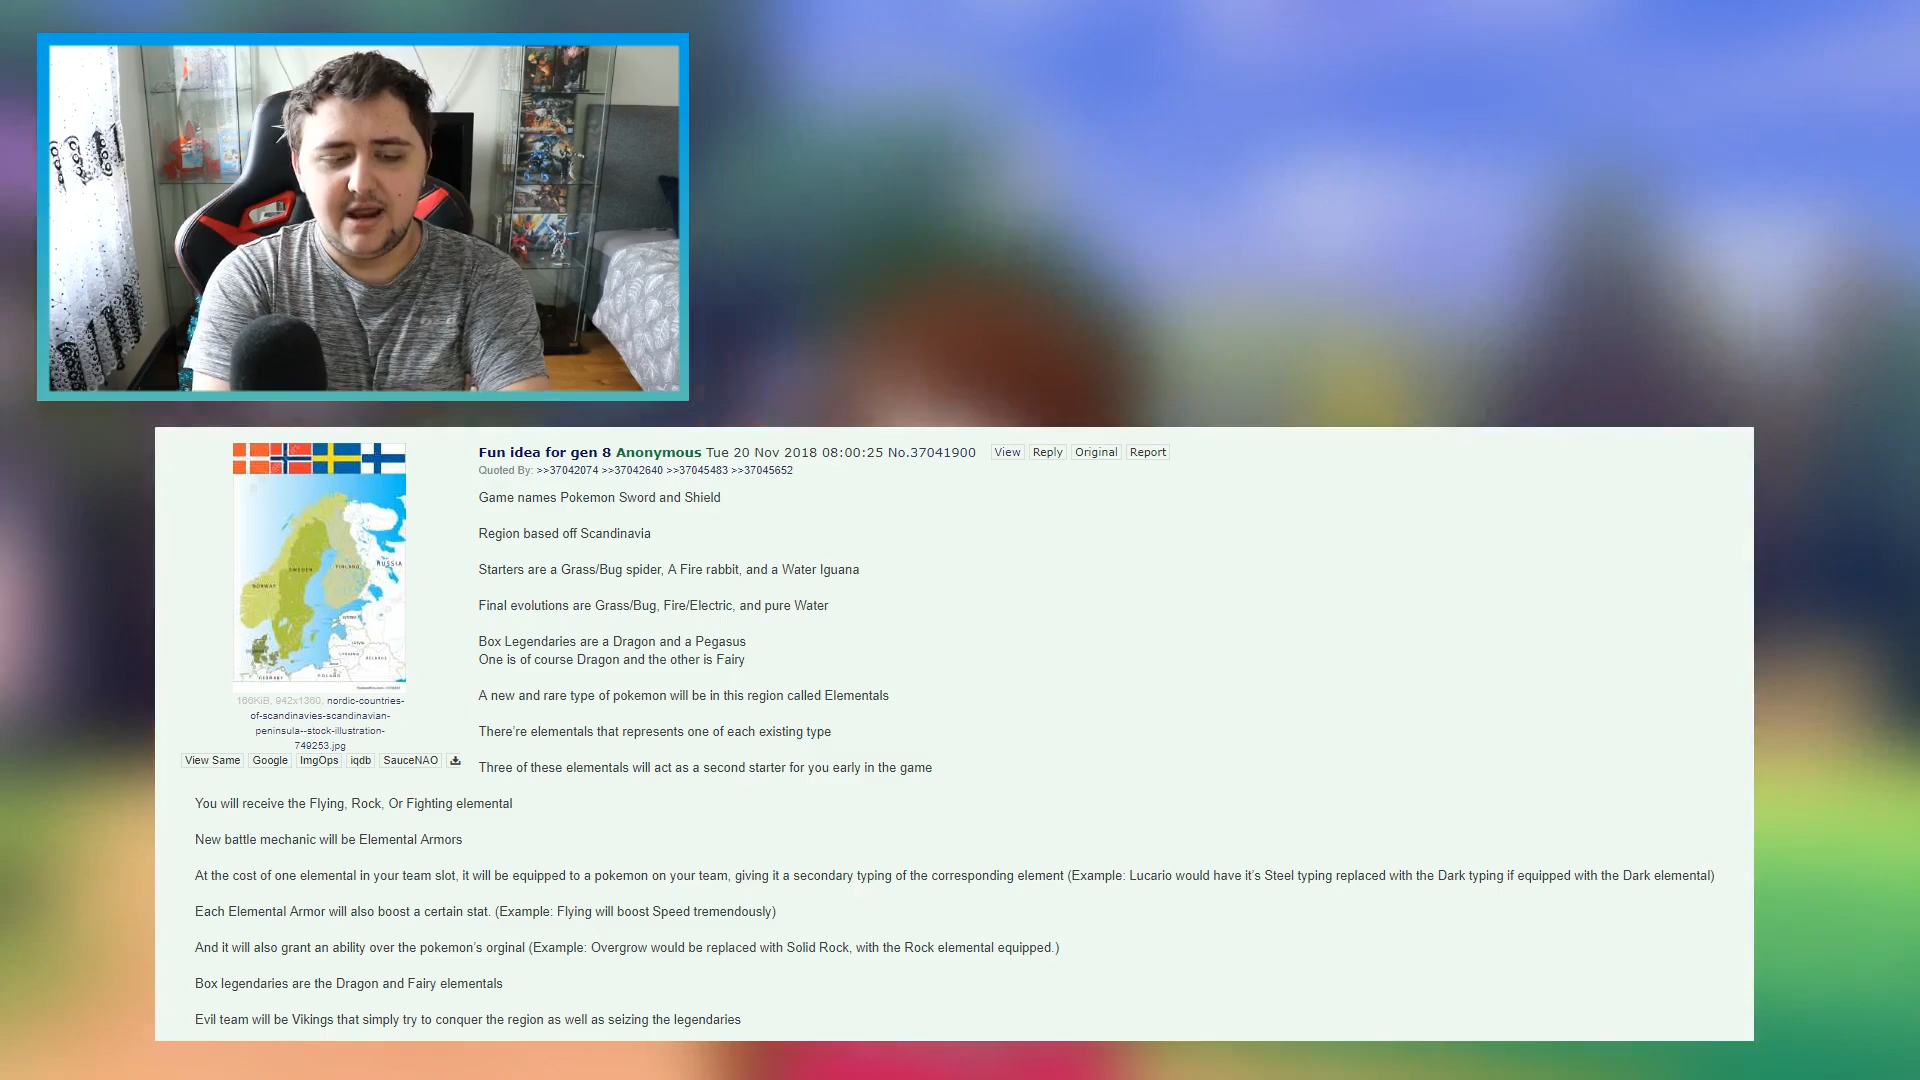 Fun idea for gen 8 Anonymous Tue 20 Nov 2018 08:00:25 No.37041900 View Reply Original Report
Quoted By: >>37042074 >>37042640 >>37045483 >>37045652
Game names Pokemon Sword and Shield
Region based off Scandinavia
Starters are a Grass/Bug spider, A Fire rabbit, and a Water Iguana
Final evolutions are Grass/Bug, Fire/Electric, and pure Water
Box Legendaries are a Dragon and a Pegasus
One is of course Dragon and the other is Fairy
A new and rare type of pokemon will be in this region called Elementals
There're elementals that represents one of each existing type
Three of these elementals will act as a second starter for you early in the game
NORWAY
SWEDEN
FINLAND
RUSSIA
GERMANY
POLAND
166KiB, 942x1360, nordic-countries-
of-scandinavies-scandinavian-
peninsula--stock-illustration-
749253.jpg
View Same Google ImgOps iqdb SauceNAO
You will receive the Flying, Rock, Or Fighting elemental
New battle mechanic will be Elemental Armors
At the cost of one elemental in your team slot, it will be equipped to a pokemon on your team, giving it a secondary typing of the corresponding element (Example: Lucario would have it's Steel typing replaced with the Dark typing if equipped with the Dark elemental)
Each Elemental Armor will also boost a certain stat. (Example: Flying will boost Speed tremendously)
And it will also grant an ability over the pokemon's orginal (Example: Overgrow would be replaced with Solid Rock, with the Rock elemental equipped.)
Box legendaries are the Dragon and Fairy elementals
Evil team will be Vikings that simply try to conquer the region as well as seizing the legendaries